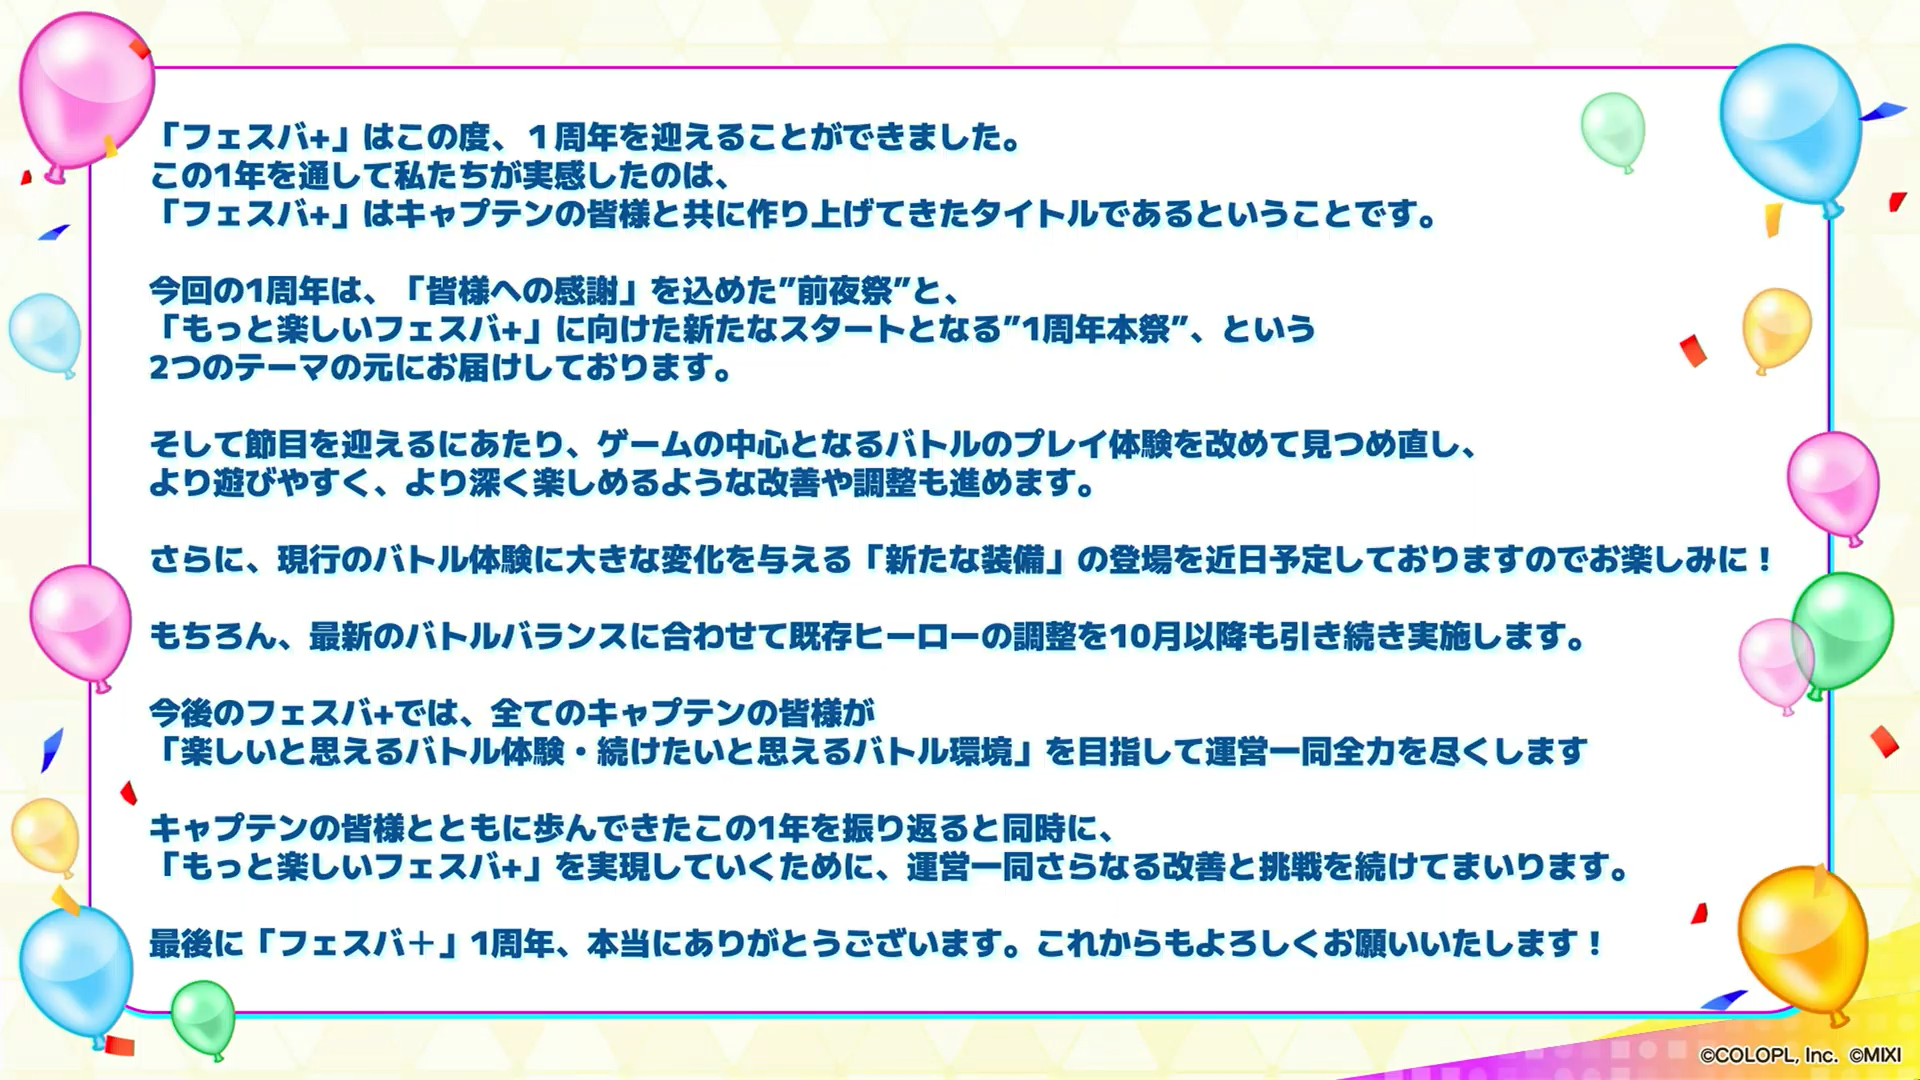 「フェスバ+」はこの度、１周年を迎えることができました。
この1年を通して私たちが実感したのは、
「フェスバ+」はキャプテンの皆様と共に作り上げてきたタイトルであるということです。
今回の1周年は、「皆様への感謝」を込めた”前夜祭”と、
「もっと楽しいフェスバ+」に向けた新たなスタートとなる”1周年本祭”、という
2つのテーマの元にお届けしております。
そして節目を迎えるにあたり、ゲームの中心となるバトルのプレイ体験を改めて見つめ直し、
より遊びやすく、より深く楽しめるような改善や調整も進めます。
さらに、現行のバトル体験に大きな変化を与える「新たな装備」の登場を近日予定しておりますのでお楽しみに！
もちろん、最新のバトルバランスに合わせて既存ヒーローの調整を10月以降も引き続き実施します。
今後のフェスバ+では、全てのキャプテンの皆様が
「楽しいと思えるバトル体験・続けたいと思えるバトル環境」を目指して運営一同全力を尽くします
キャプテンの皆様とともに歩んできたこの1年を振り返ると同時に、
「もっと楽しいフェスバ+」を実現していくために、運営一同さらなる改善と挑戦を続けてまいります。
最後に「フェスバ＋」1周年、本当にありがとうございます。これからもよろしくお願いいたします！
©COLOPL, Inc. ©MIXI